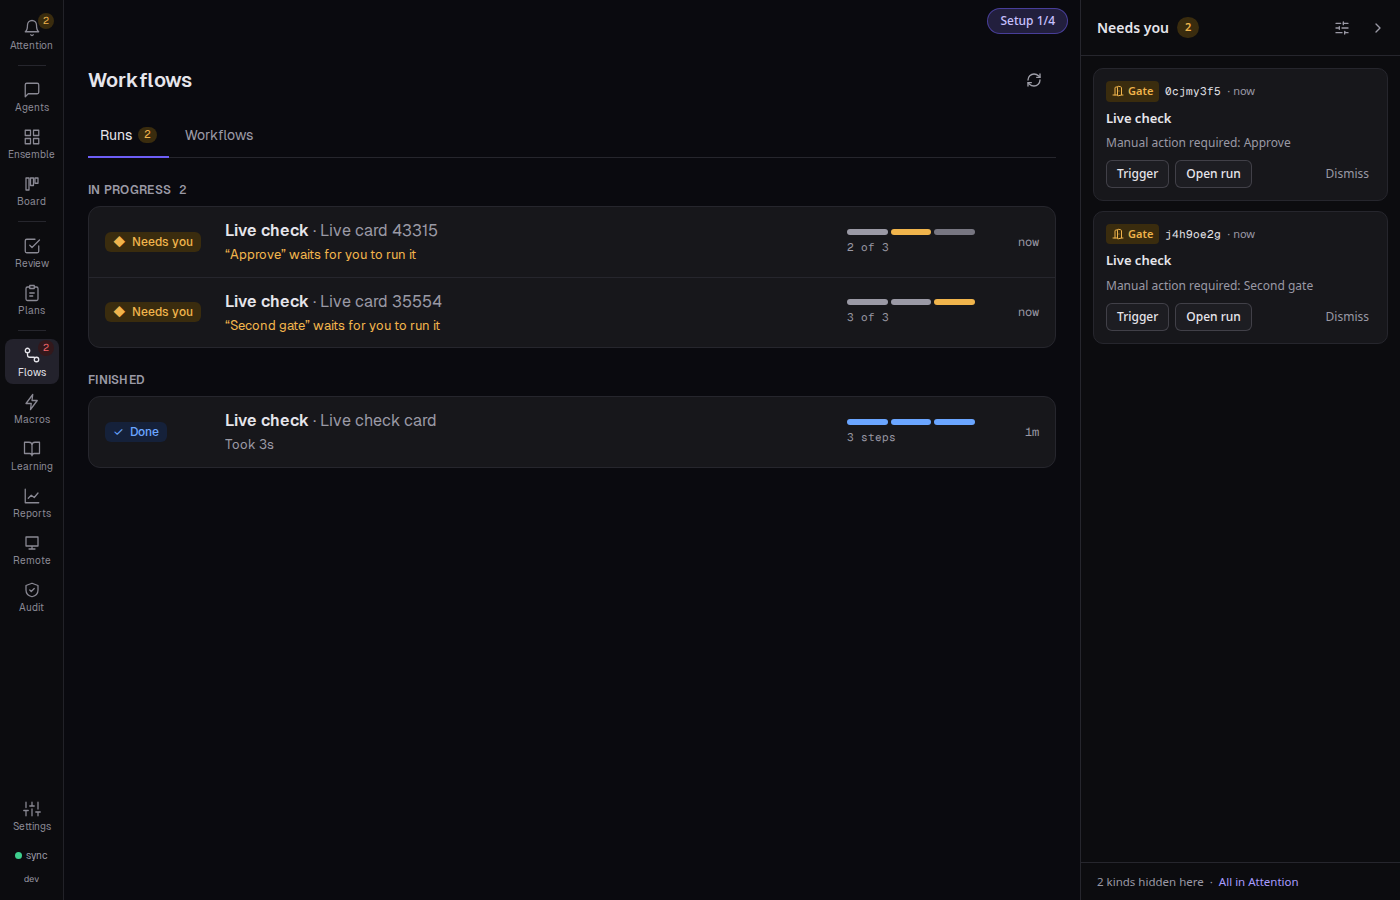 2
Attention
Agents
Ensemble
Board
Review
Plans
2
Flows
Macros
Learning
Reports
Remote
Audit
Settings
sync
dev
Setup 1/4
Workflows
Runs 2
Workflows
IN PROGRESS 2
Needs you
Live check · Live card 43315
“Approve” waits for you to run it
2 of 3
now
Needs you
Live check · Live card 35554
“Second gate” waits for you to run it
3 of 3
now
FINISHED
Done
Live check · Live check card
Took 3s
3 steps
1m
Needs you 2
Gate 0cjmy3f5 · now
Live check
Manual action required: Approve
Trigger Open run Dismiss
Gate j4h9oe2g · now
Live check
Manual action required: Second gate
Trigger Open run Dismiss
2 kinds hidden here · All in Attention